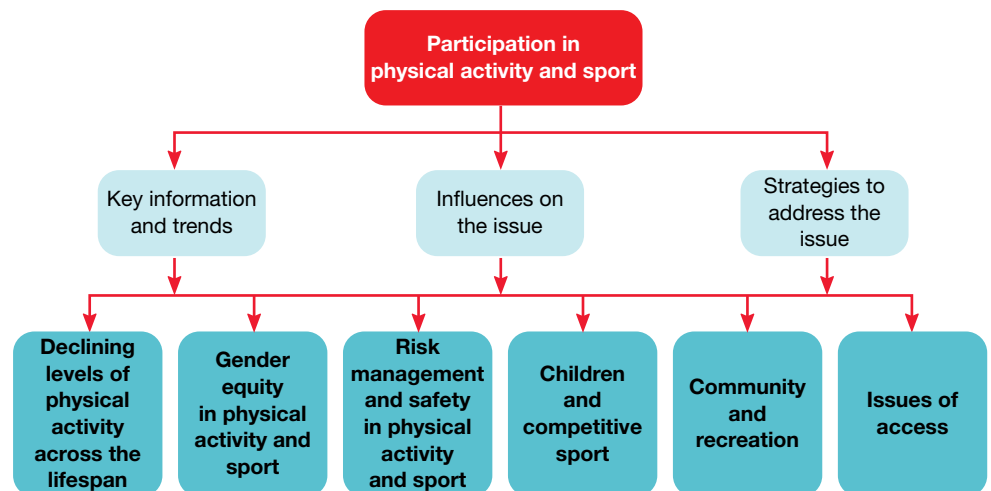 Participation in
physical activity and sport
Key information
and trends
Influences on
the issue
Strategies to
address the
issue
Declining
levels of
physical
activity
across the
lifespan
Gender
equity
in physical
activity and
sport
Risk
management
and safety
in physical
activity
and sport
Children
and
competitive
sport
Community
and
recreation
Issues of
access